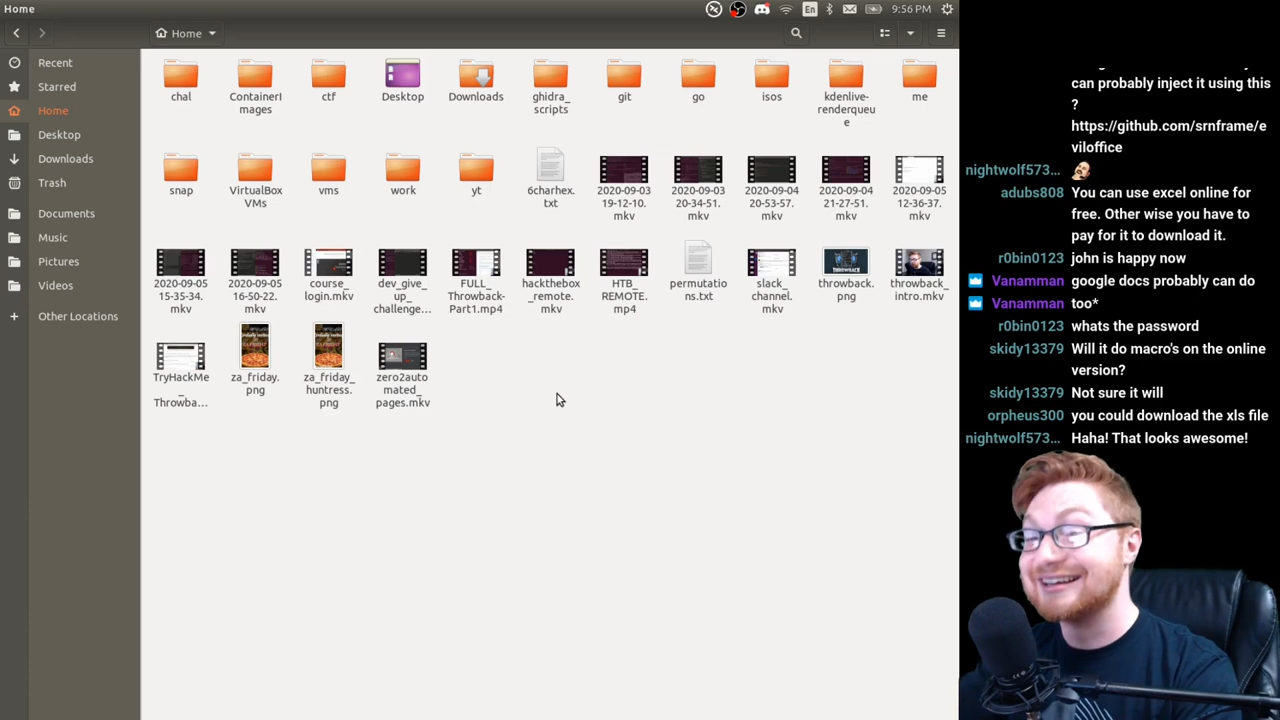 Home
En
9:56 PM
Home
Recent
Starred
Home
Desktop
Downloads
Trash
Documents
Music
Pictures
Videos
Other Locations
chal
ContainerI
mages
ctf
Desktop
Downloads
ghidra_
scripts
git
go
isos
kdenlive-
renderqueu
e
me
snap
VirtualBox
VMs
vms
work
yt
6charhex.
txt
2020-09-03
19-12-10.
mkv
2020-09-03
20-34-51.
mkv
2020-09-04
20-53-57.
mkv
2020-09-04
21-27-51.
mkv
2020-09-05
12-36-37.
mkv
2020-09-05
15-35-34.
mkv
2020-09-05
16-50-22.
mkv
course_
login.mkv
dev_give_
up_
challenge...
FULL_
Throwback-
Part1.mp4
hackthebox
_remote.
mkv
HTB_
REMOTE.
mp4
permutatio
ns.txt
slack_
channel.
mkv
throwback.
png
throwback_
intro.mkv
TryHackMe
_
Throwba...
za_friday.
png
za_friday_
huntress.
png
zero2auto
mated_
pages.mkv
can probably inject it using this
?
https://github.com/srnframe/e
viloffice
nightwolf573...
adubs808 You can use excel online for
free. Other wise you have to
pay for it to download it.
r0bin0123 john is happy now
Vanamman google docs probably can do
Vanamman too*
r0bin0123 whats the password
skidy13379 Will it do macro's on the online
version?
skidy13379 Not sure it will
orpheus300 you could download the xls file
nightwolf573... Haha! That looks awesome!